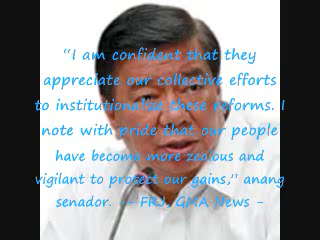 “I am confident that they
appreciate our collective efforts
to institutionalize these reforms. I
note with pride that our people
have become more zealous and
vigilant to protect our gains,” anang
senador. - FRJ, GMA News -